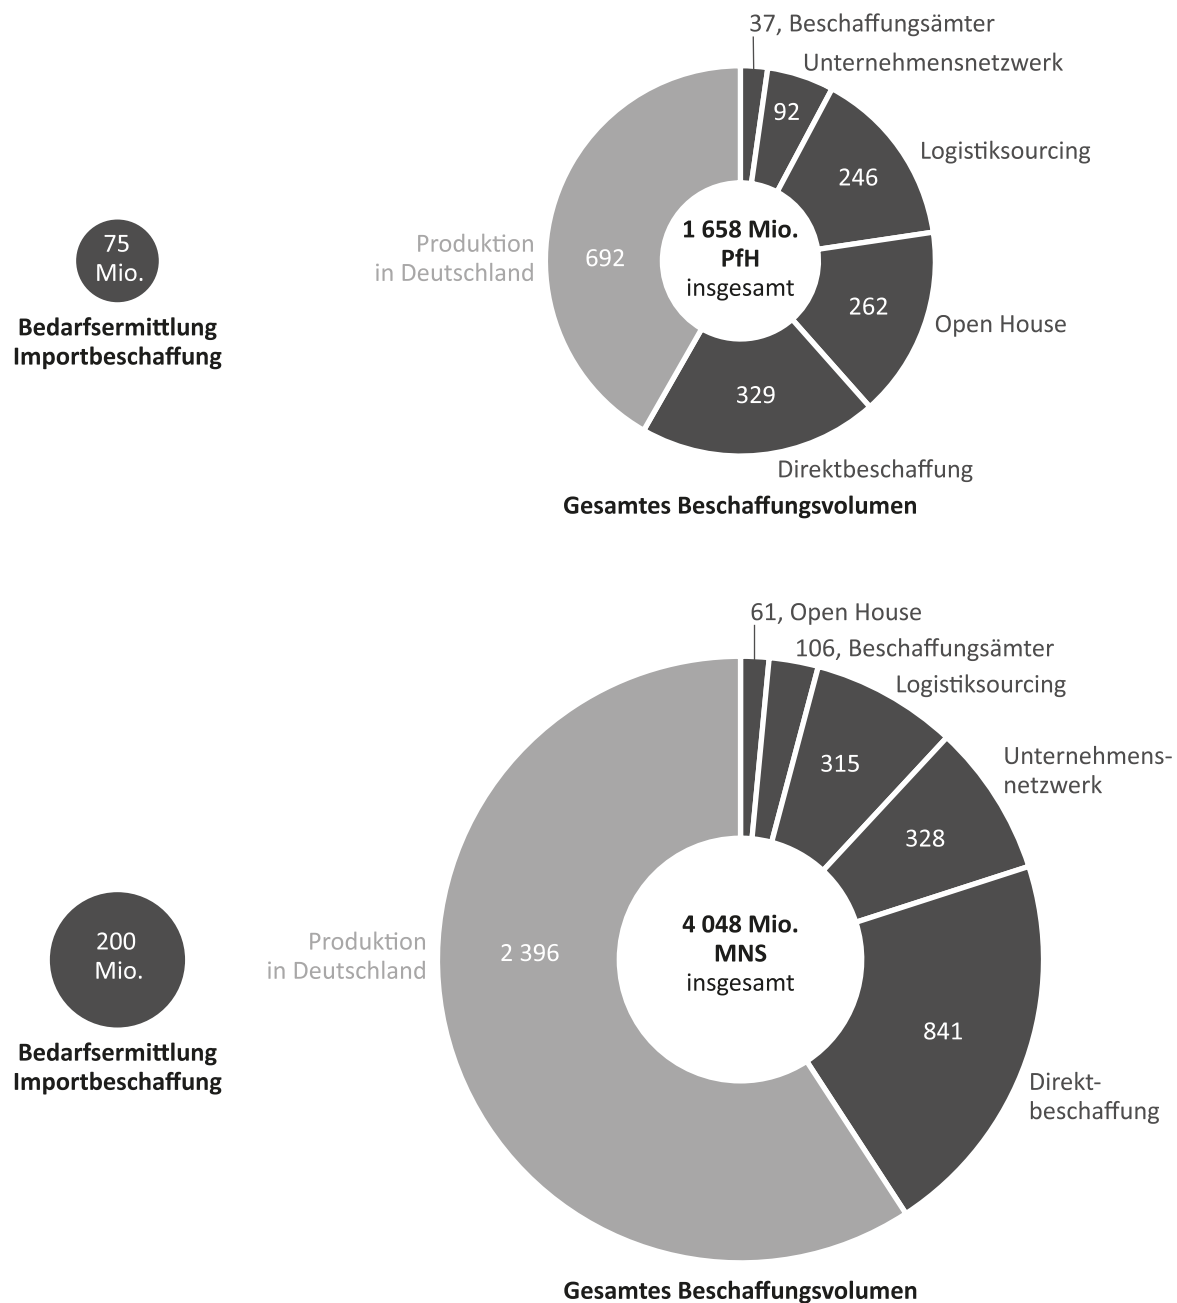 37, Beschaffungsämter
Unternehmensnetzwerk
92
Logistiksourcing
246
75
Mio.
Bedarfsermittlung
Importbeschaffung
Produktion
in Deutschland
692
1 658 Mio.
PfH
insgesamt
262
Open House
329
Direktbeschaffung
Gesamtes Beschaffungsvolumen
61, Open House
106, Beschaffungsämter
Logistiksourcing
315
Unternehmens-
netzwerk
328
200
Mio.
Bedarfsermittlung
Importbeschaffung
Produktion
in Deutschland
2 396
4 048 Mio.
MNS
insgesamt
841
Direkt-
beschaffung
Gesamtes Beschaffungsvolumen